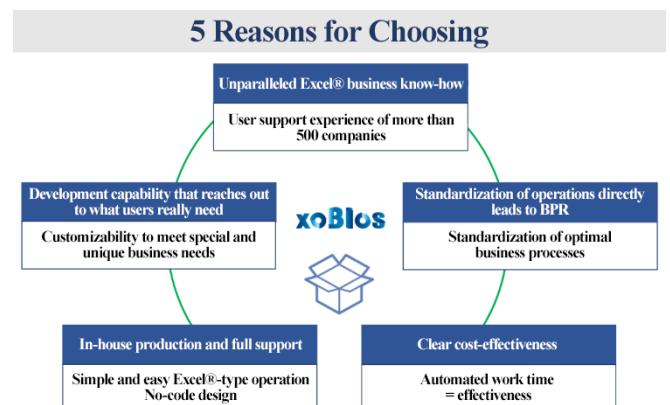 5 Reasons for Choosing
Unparalleled Excel® business know-how
User support experience of more than
500 companies
Development capability that reaches out
to what users really need
Customizability to meet special and
unique business needs
xoBlos
Standardization of operations directly
leads to BPR
Standardization of optimal
business processes
In-house production and full support
Simple and easy Excel®-type operation
No-code design
Clear cost-effectiveness
Automated work time
= effectiveness